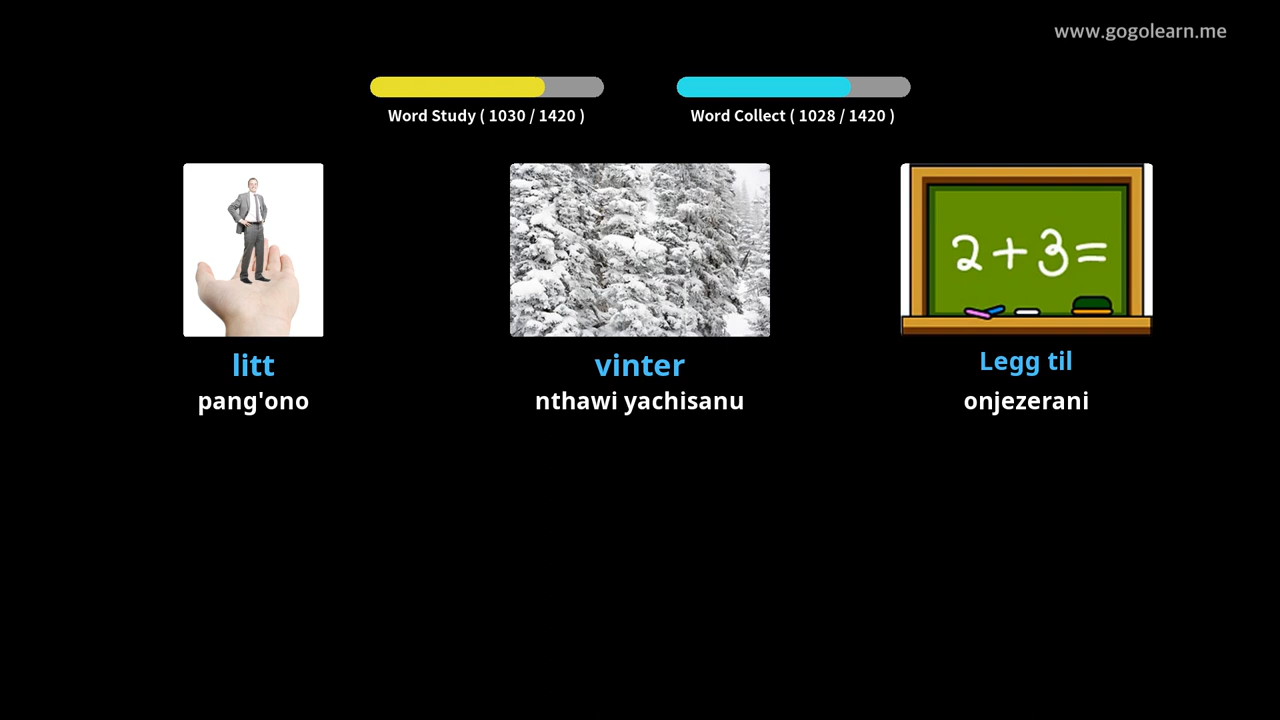 www.gogolearn.me
Word Study ( 1030 / 1420 )
Word Collect ( 1028 / 1420 )
2+3=
litt
vinter
Legg til
pang'ono
nthawi yachisanu
onjezerani